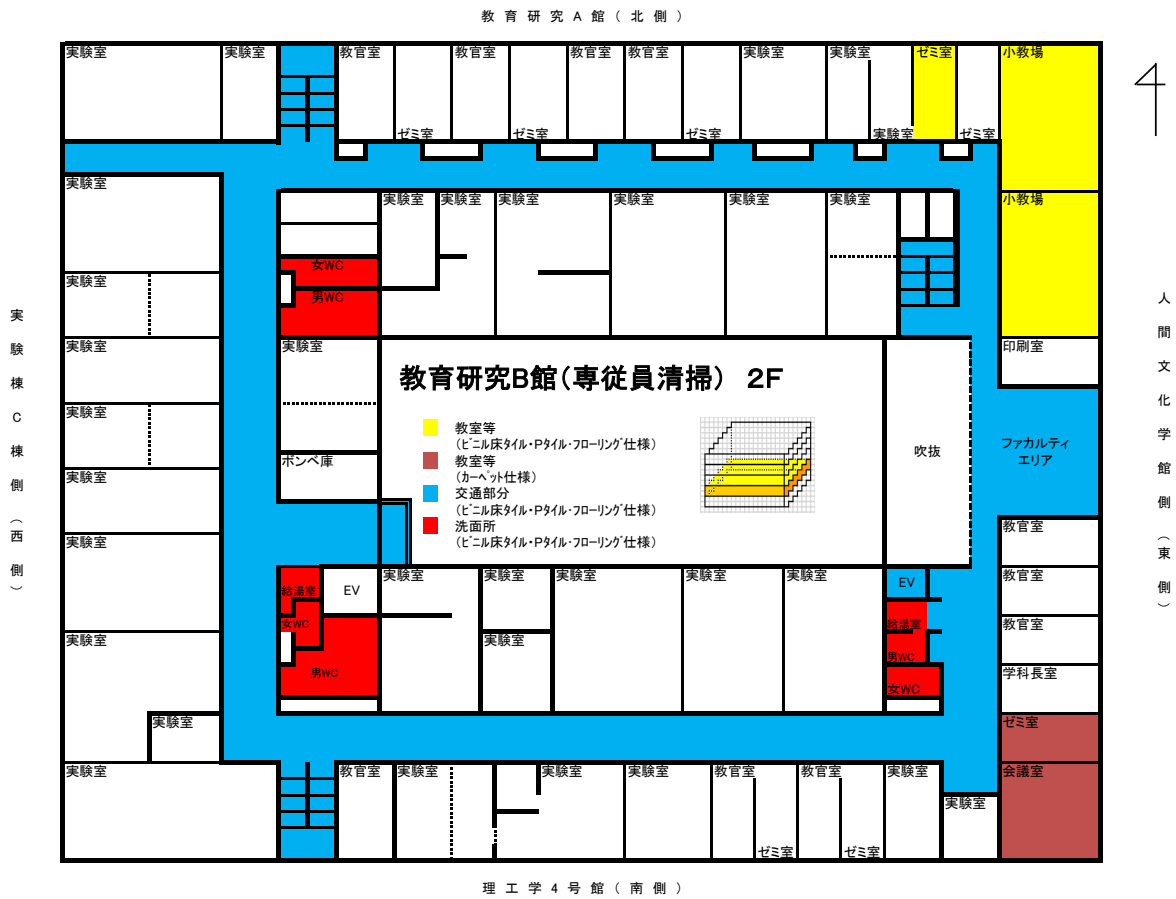 教育研究A館(北側)
実験室 実験室 教官室 教官室 教官室 教官室 実験室 実験室 ゼミ室 小教場
ゼミ室 ゼミ室 ゼミ室 実験室 ゼミ室
実験室
実験室 実験室 実験室 実験室 実験室 実験室 小教場
女WC
実験室
男WC
実験室 実験室 印刷室
教育研究B館(専従員清掃) 2F
実験室
教室等
(ビニル床タイル・Pタイル・フローリング仕様)
教室等
(カーペット仕様)
交通部分
(ビニル床タイル・Pタイル・フローリング仕様)
洗面所
(ビニル床タイル・Pタイル・フローリング仕様)
吹抜
ファカルティ
エリア
ボンベ庫
実験室
教官室
実験室
実験室 実験室 実験室 実験室 実験室 EV 教官室
給湯室 EV
女WC 給湯室 教官室
実験室 実験室
男WC 男WC 学科長室
女WC
実験室 ゼミ室
実験室 教官室 実験室 実験室 実験室 教官室 教官室 実験室 会議室
実験室
ゼミ室 ゼミ室
理工学4号館(南側)
実験棟C棟側(西側)
人間文化学館側(東側)